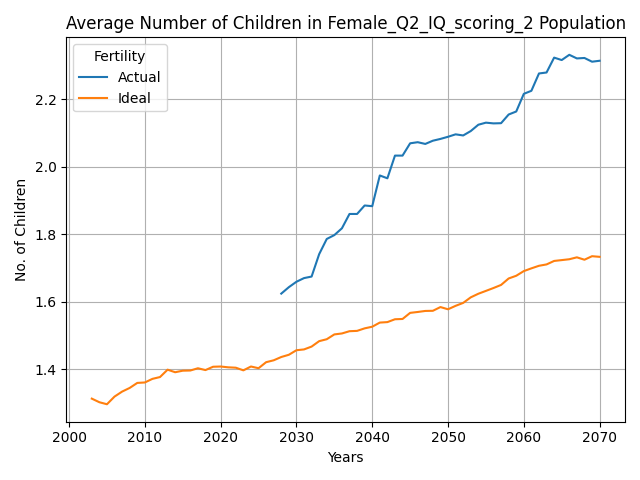 Average Number of Children in Female_Q2_IQ_scoring_2 Population
Fertility
Actual
Ideal
No. of Children
2.2
2.0
1.8
1.6
1.4
2000 2010 2020 2030 2040 2050 2060 2070
Years